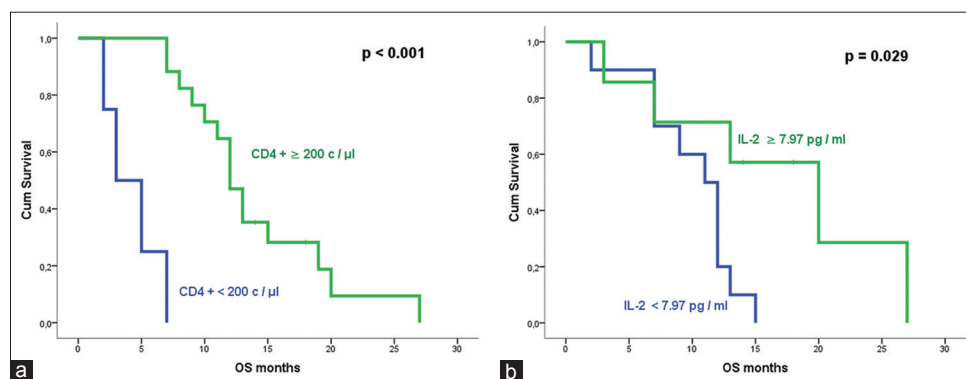 p < 0.001
1,0
0,8
0,6
0,4
0,2
0,0
Cum Survival
CD4 + ≥ 200 c / µl
CD4 + < 200 c / µl
0 5 10 15 20 25 30
OS months
a
p = 0.029
1,0
0,8
0,6
0,4
0,2
0,0
Cum Survival
IL-2 ≥ 7.97 pg / ml
IL-2 < 7.97 pg / ml
0 5 10 15 20 25 30
OS months
b